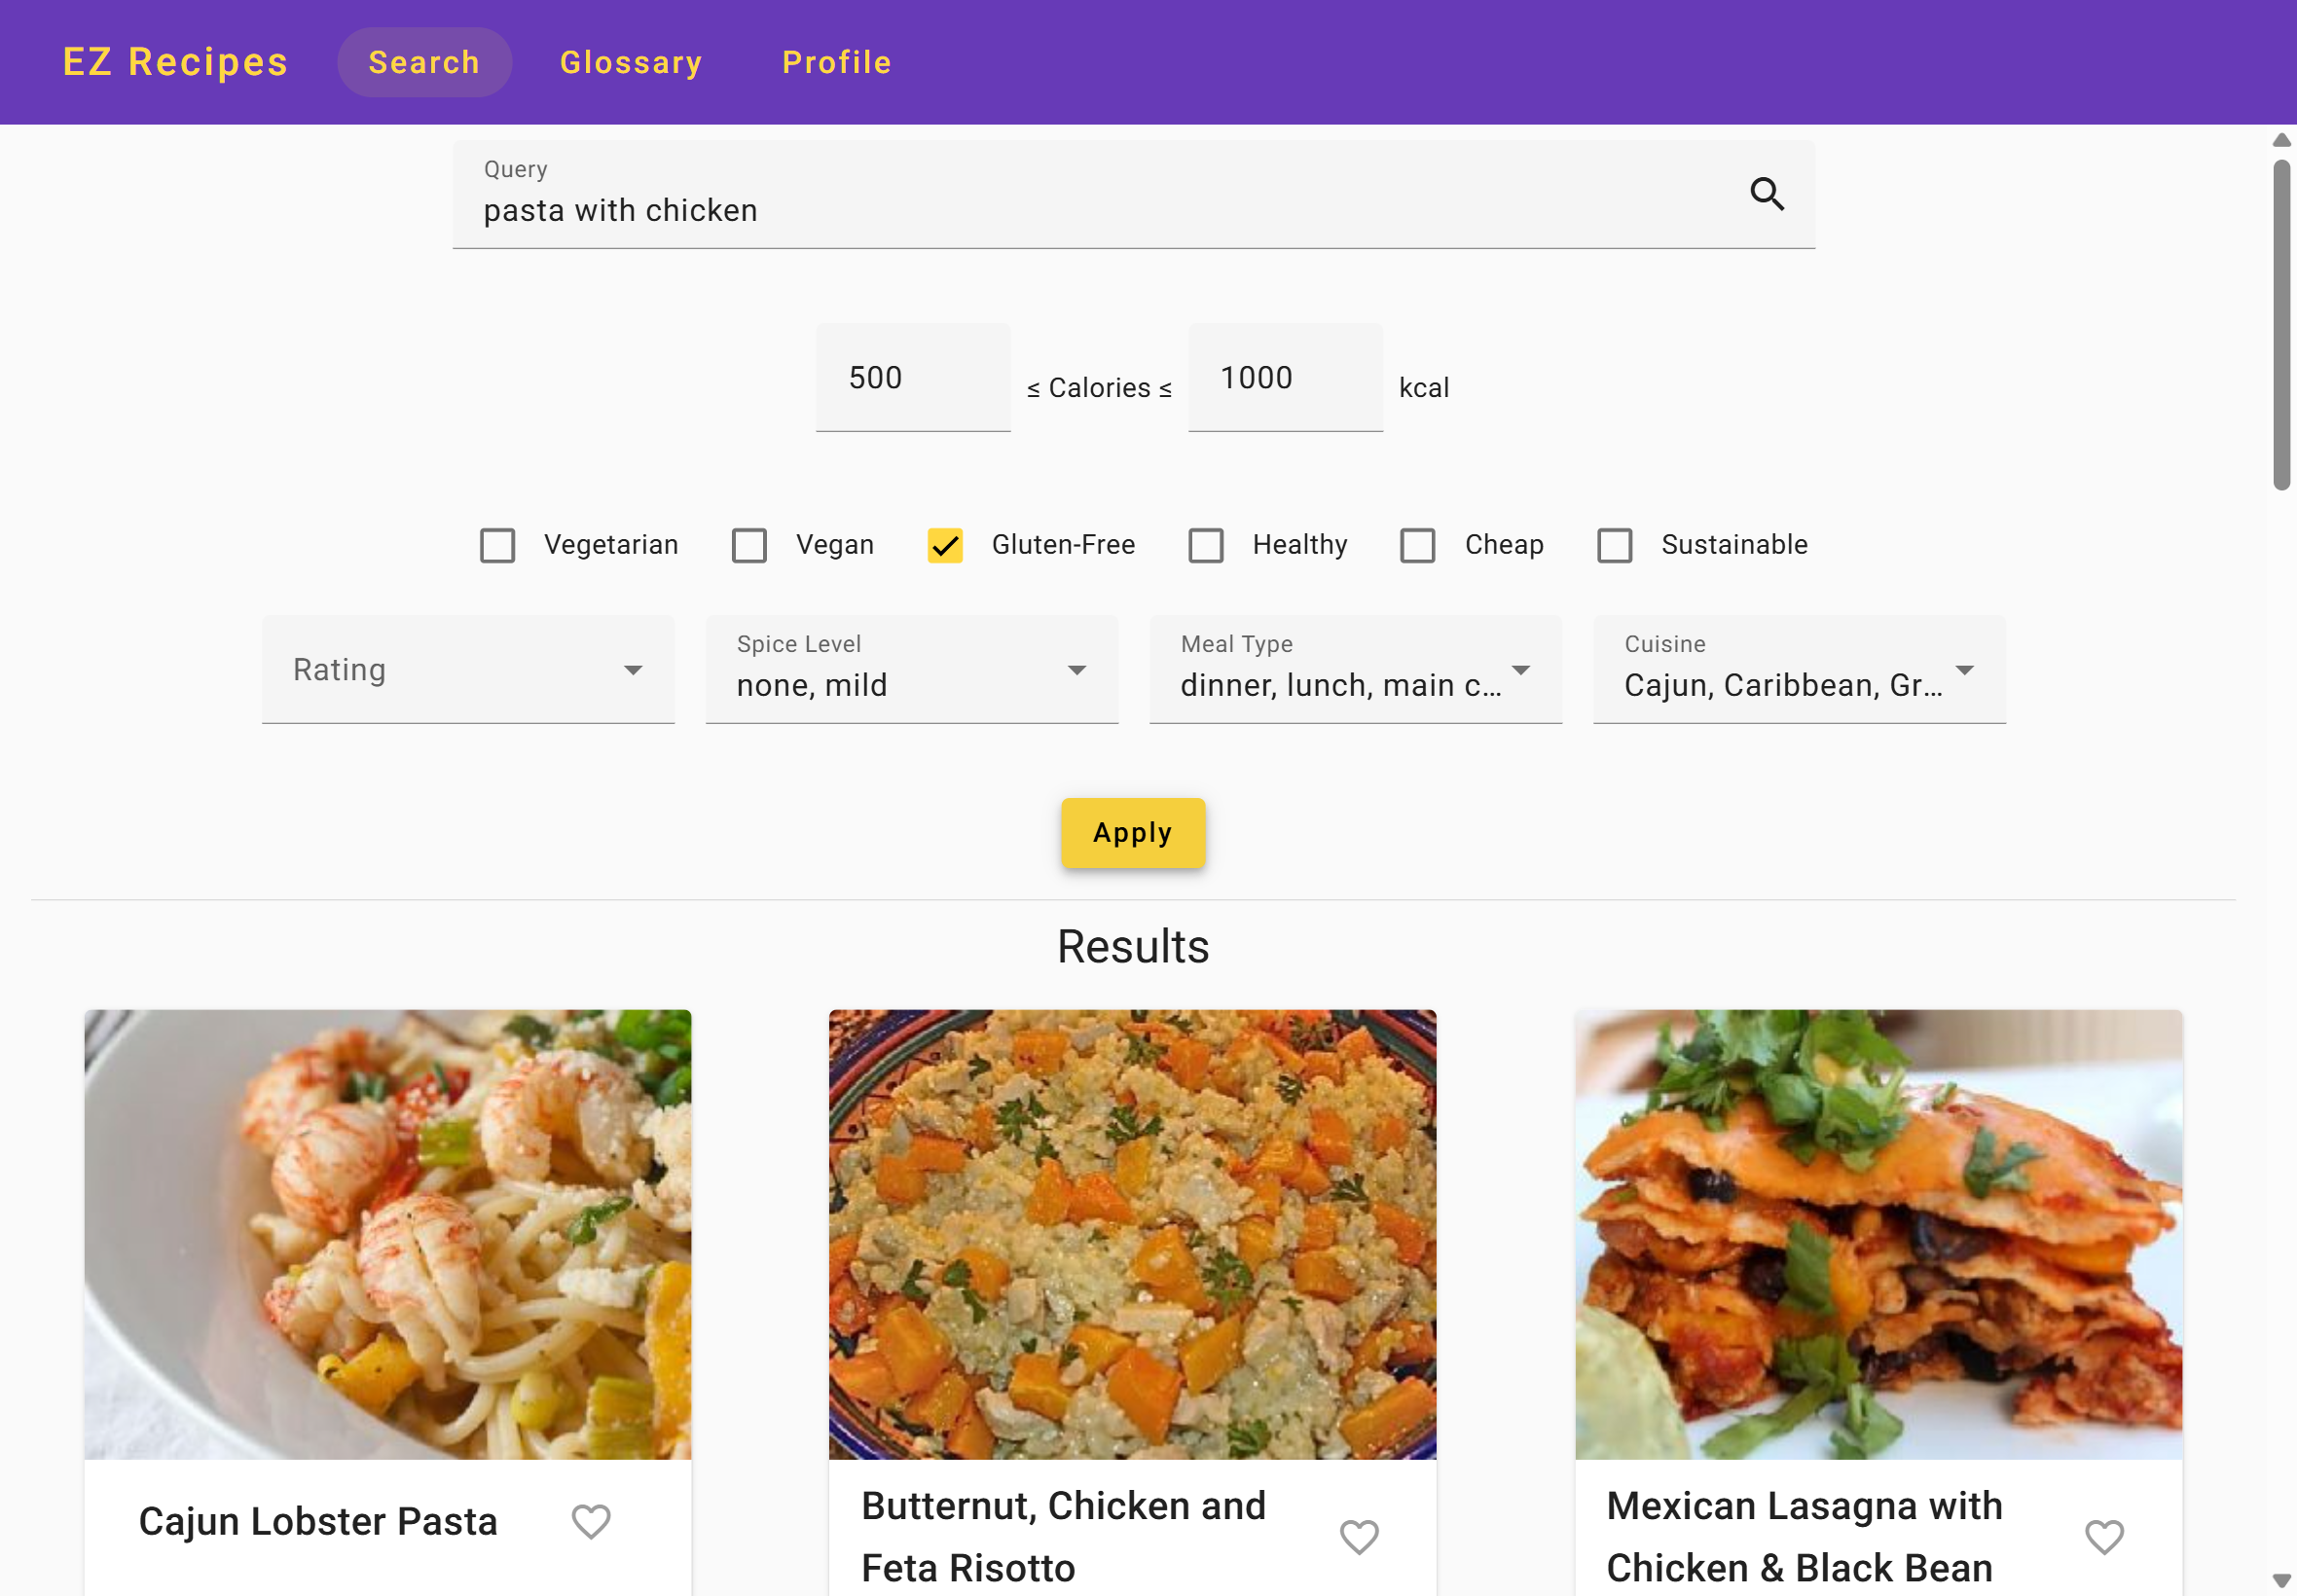 EZ Recipes Search Glossary Profile
Query
pasta with chicken
500 ≤ Calories ≤ 1000 kcal
Vegetarian Vegan Gluten-Free Healthy Cheap Sustainable
Rating
Spice Level
none, mild
Meal Type
dinner, lunch, main c...
Cuisine
Cajun, Caribbean, Gr...
Apply
Results
Cajun Lobster Pasta
Butternut, Chicken and
Feta Risotto
Mexican Lasagna with
Chicken & Black Bean